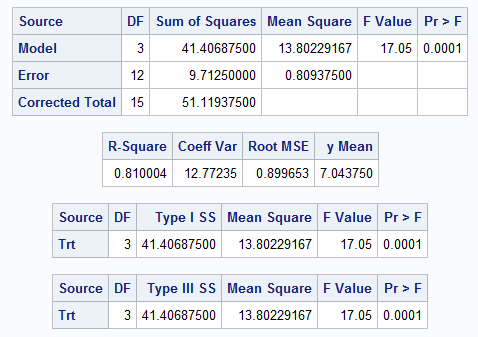 Source DF Sum of Squares Mean Square F Value Pr > F
Model 3 41.40687500 13.80229167 17.05 0.0001
Error 12 9.71250000 0.80937500
Corrected Total 15 51.11937500
R-Square Coeff Var Root MSE y Mean
0.810004 12.77235 0.899653 7.043750
Source DF Type I SS Mean Square F Value Pr > F
Trt 3 41.40687500 13.80229167 17.05 0.0001
Source DF Type III SS Mean Square F Value Pr > F
Trt 3 41.40687500 13.80229167 17.05 0.0001